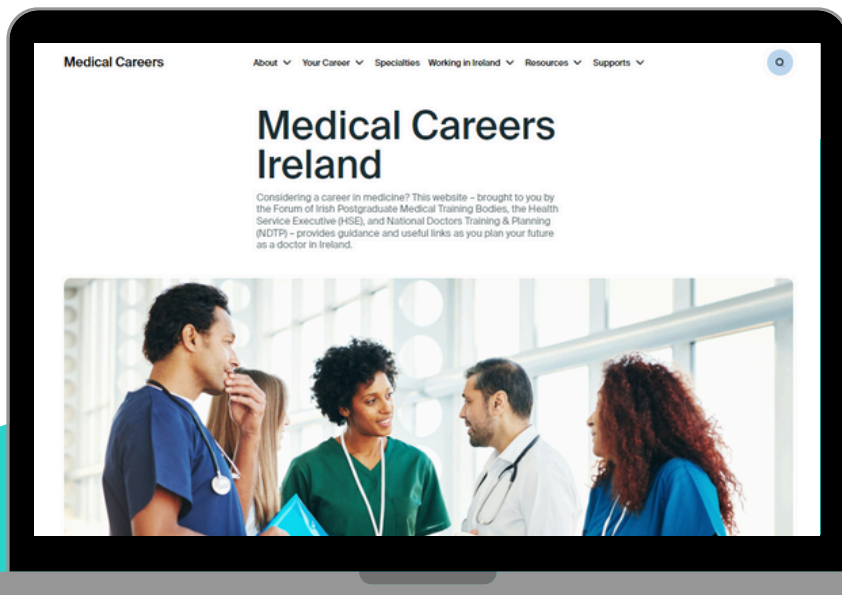 Medical Careers
About Your Career Specialties Working in Ireland Resources Supports
Medical Careers
Ireland
Considering a career in medicine? This website – brought to you by
the Forum of Irish Postgraduate Medical Training Bodies, the Health
Service Executive (HSE), and National Doctors Training & Planning
(NDTP) – provides guidance and useful links as you plan your future
as a doctor in Ireland.